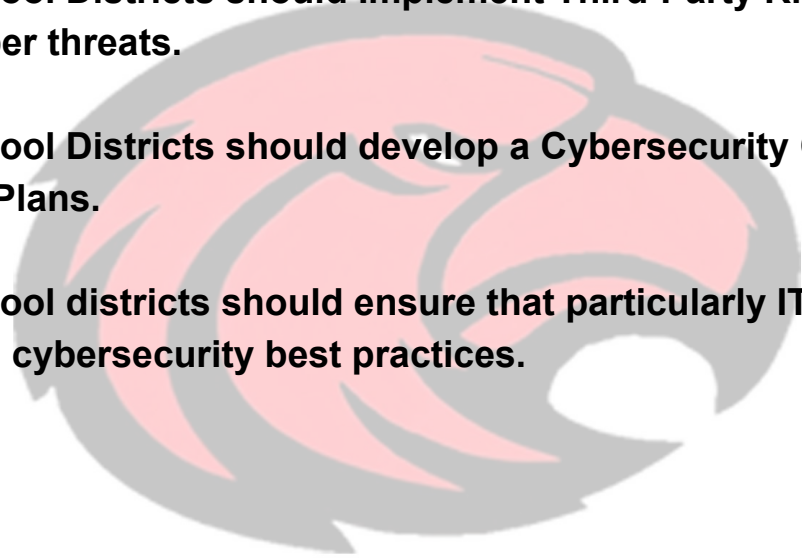 ool Districts should implement Third Party Ri
er threats.
ool Districts should develop a Cybersecurity
Plans.
ool districts should ensure that particularly IT
cybersecurity best practices.